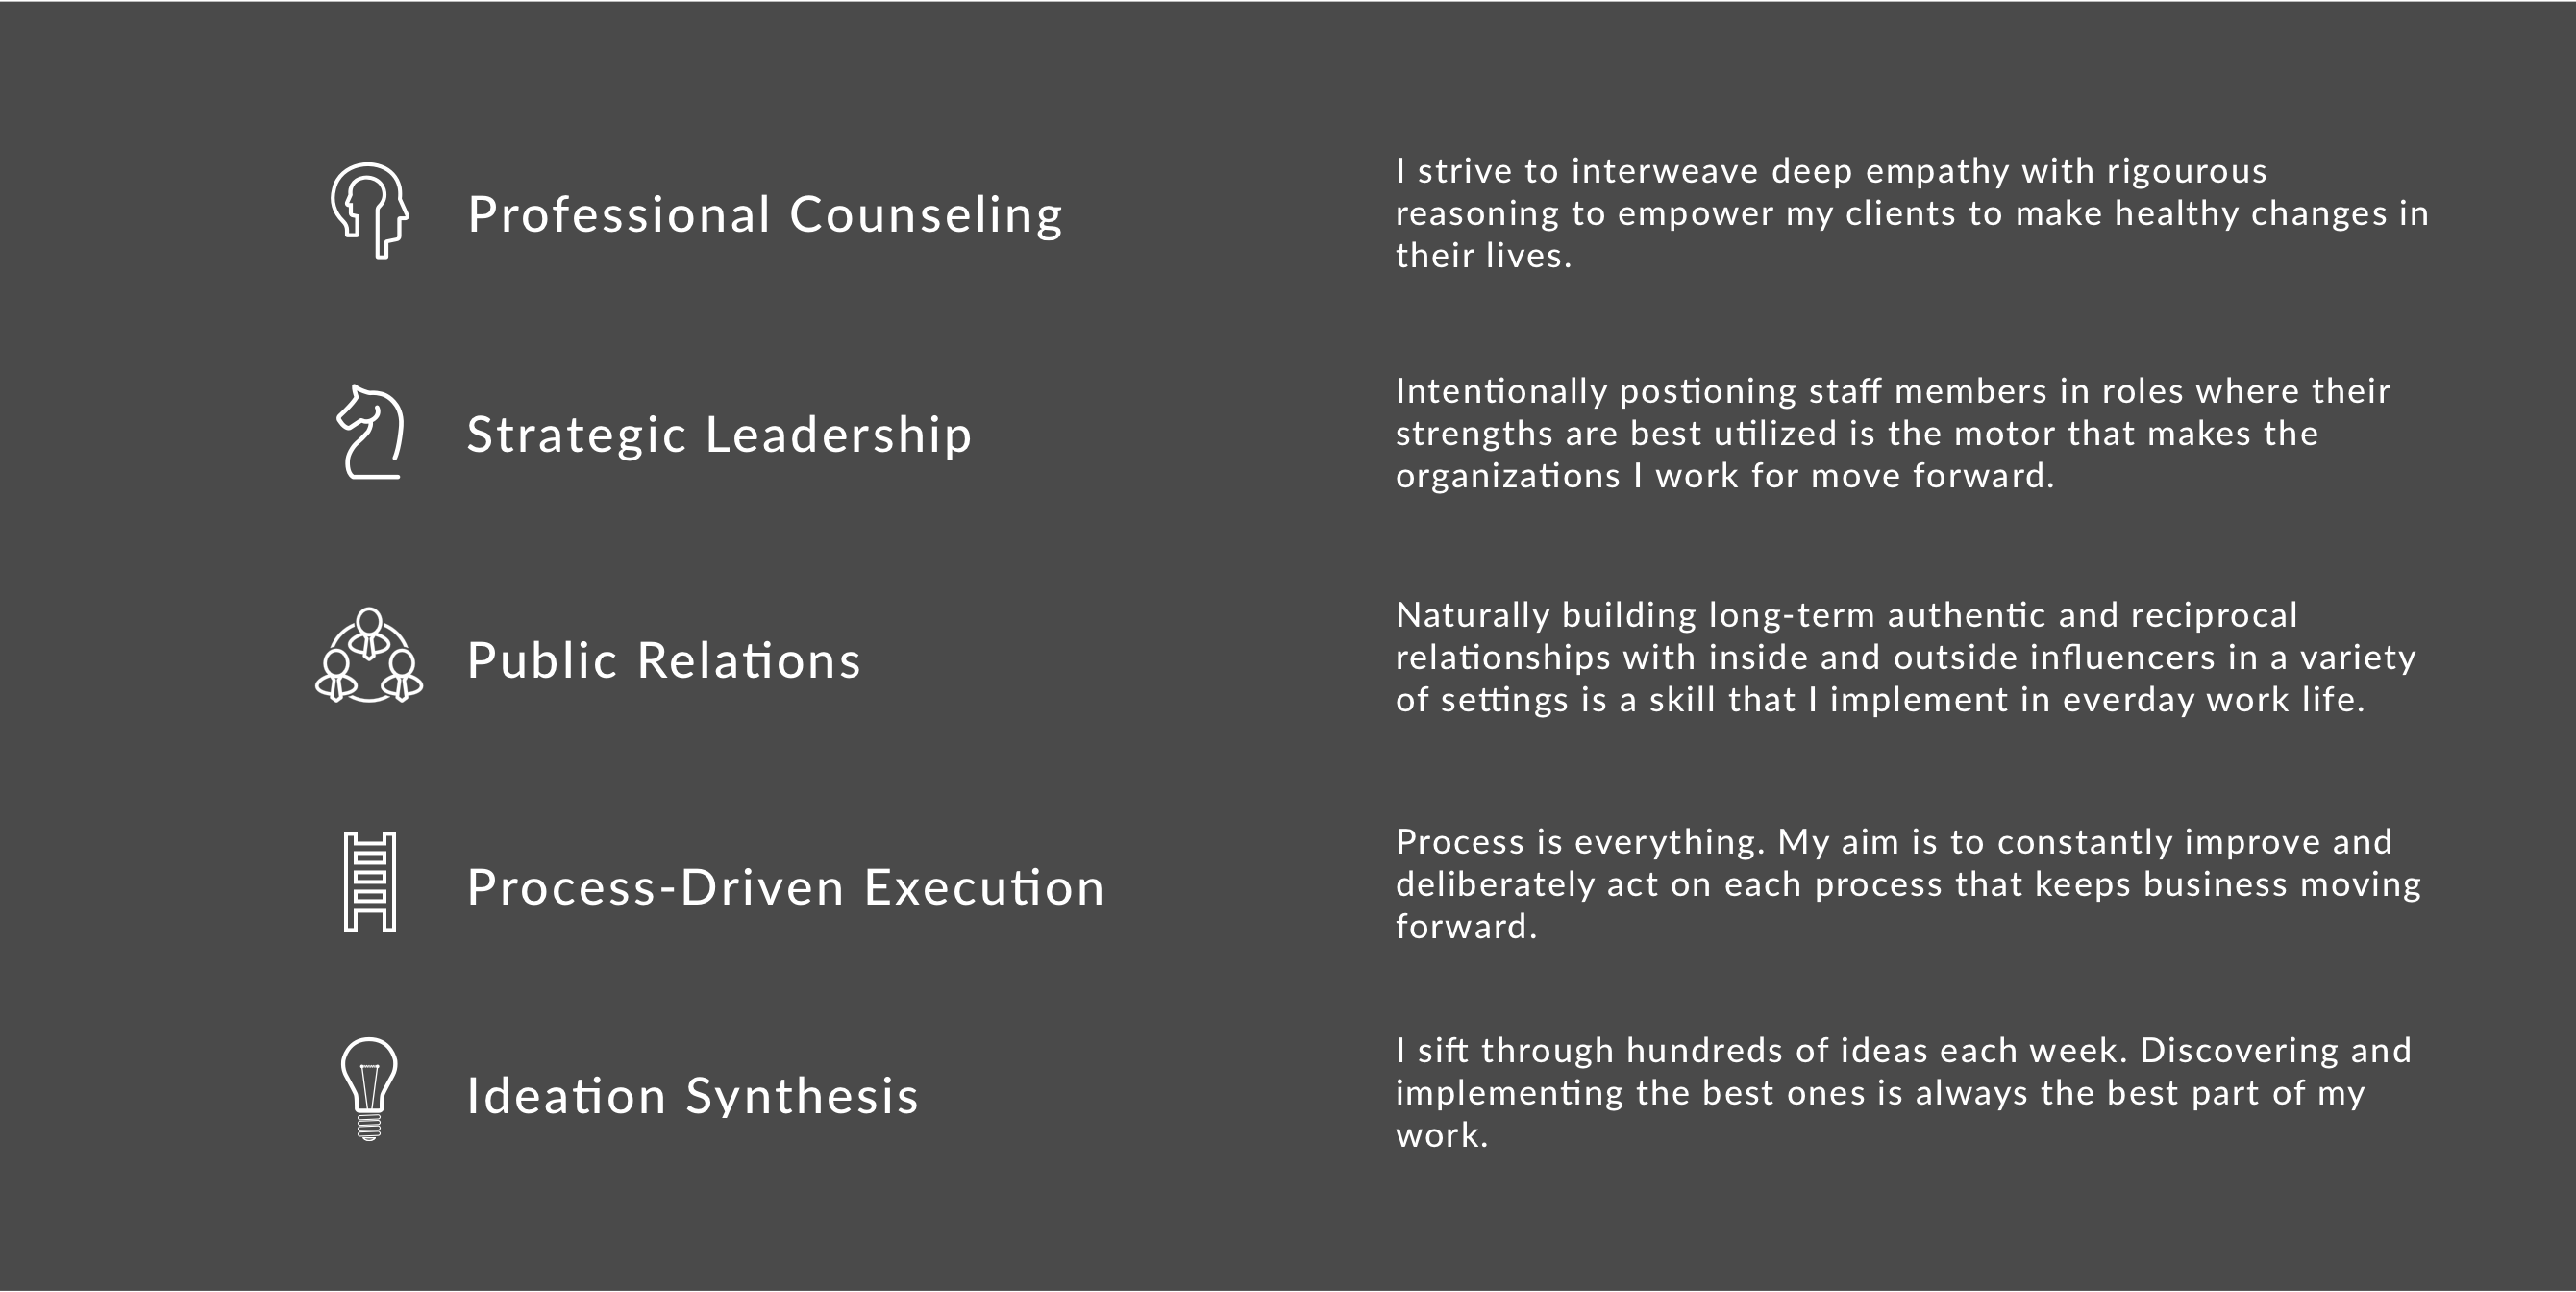 Professional Counseling
I strive to interweave deep empathy with rigourous
reasoning to empower my clients to make healthy changes in
their lives.
Strategic Leadership
Intentionally postioning staff members in roles where their
strengths are best utilized is the motor that makes the
organizations I work for move forward.
Public Relations
Naturally building long-term authentic and reciprocal
relationships with inside and outside influencers in a variety
of settings is a skill that I implement in everday work life.
Process-Driven Execution
Process is everything. My aim is to constantly improve and
deliberately act on each process that keeps business moving
forward.
Ideation Synthesis
I sift through hundreds of ideas each week. Discovering and
implementing the best ones is always the best part of my
work.